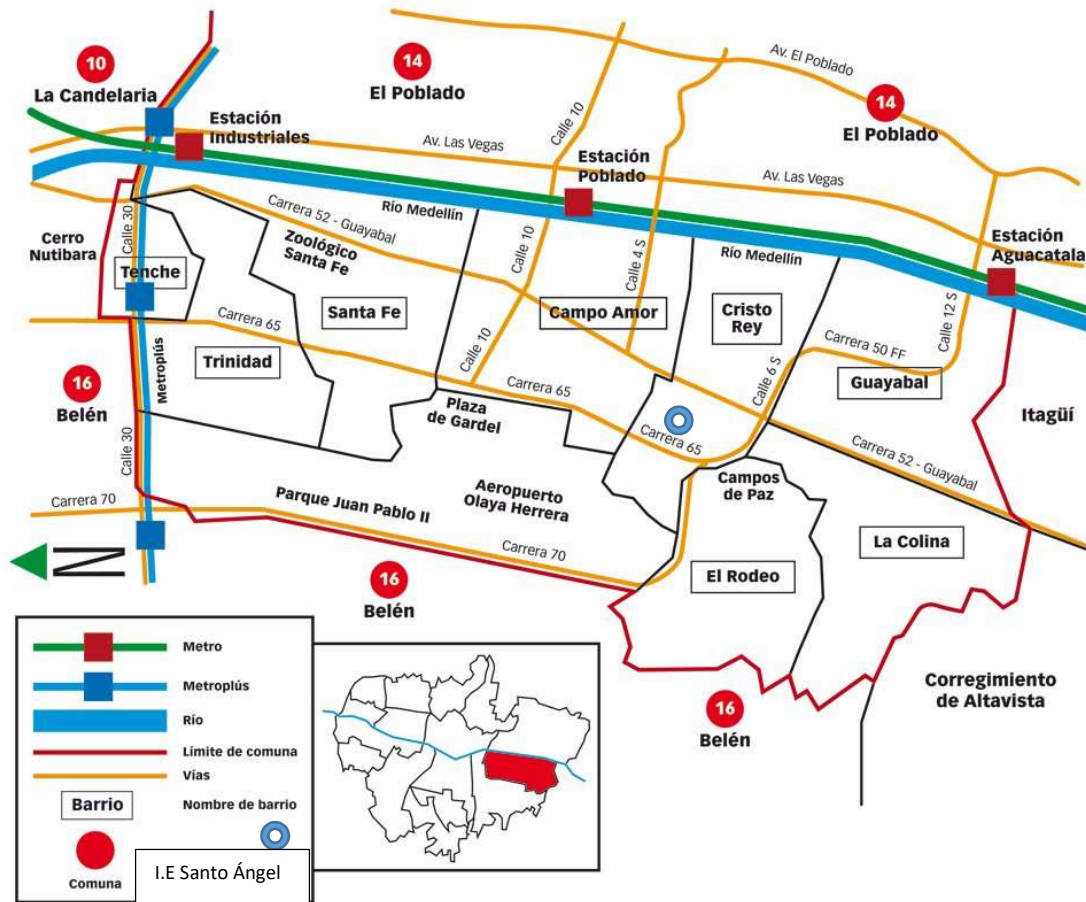 10
La Candelaria
14
El Poblado
Av. El Poblado
14
El Poblado
Estación
Industriales
Calle 10
Av. Las Vegas
Estación
Poblado
Av. Las Vegas
Estación
Aguacatala
Cerro
Nutibara
Calle 30
Tenche
Carrera 52 - Guayabal
Río Medellín
Zoológico
Santa Fe
Santa Fe
Calle 10
Calle 4 S
Campo Amor
Río Medellín
Cristo
Rey
Calle 12 S
Carrera 65
Trinidad
Metroplús
Calle 10
Carrera 65
Calle 6 S
Carrera 50 FF
Guayabal
Itagüí
16
Belén
Calle 30
Plaza
de Gardel
Carrera 65
Carrera 52 - Guayabal
Carrera 70
Parque Juan Pablo II
Aeropuerto
Olaya Herrera
Campos
de Paz
Carrera 70
La Colina
El Rodeo
N
16
Belén
16
Belén
Corregimiento
de Altavista
Metro
Metroplús
Río
Límite de comuna
Vías
Barrio
Nombre de barrio
Comuna
I.E Santo Ángel